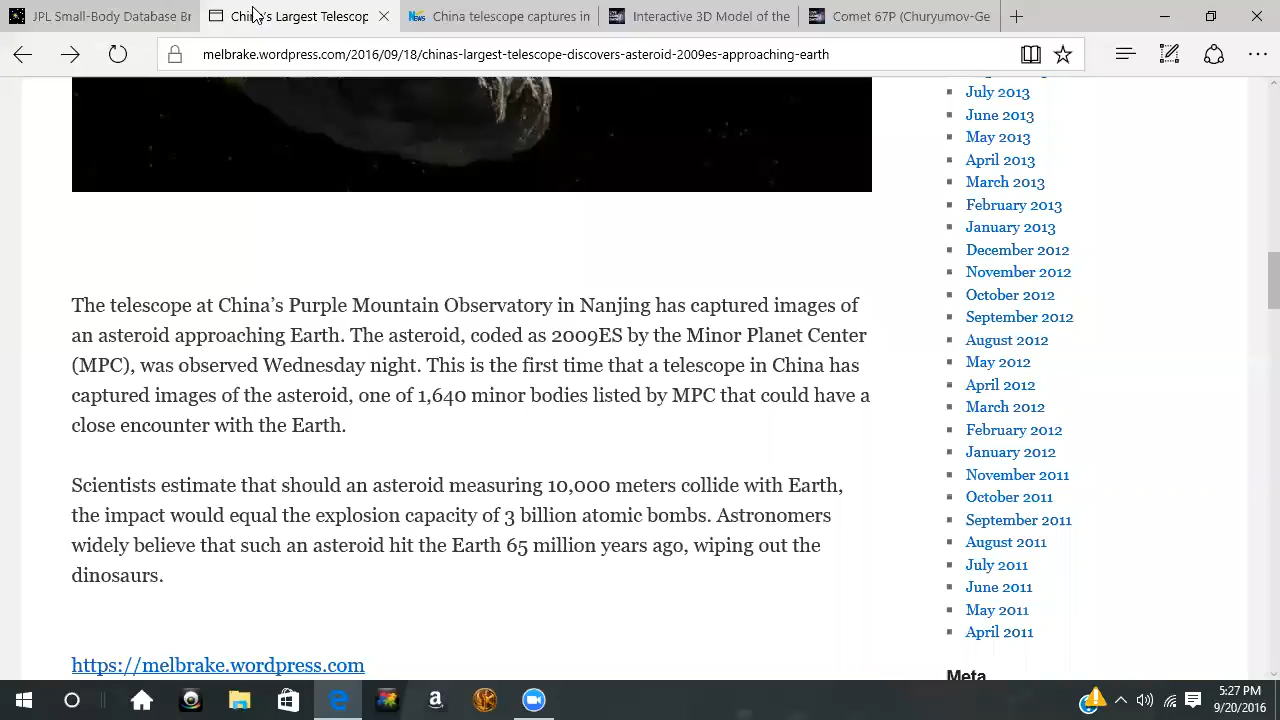 JPL Small-Body Database Br
China's Largest Telescop
China telescope captures in
Interactive 3D Model of the
Comet 67P (Churyumov-Ge
melbrake.wordpress.com/2016/09/18/chinas-largest-telescope-discovers-asteroid-2009es-approaching-earth
The telescope at China’s Purple Mountain Observatory in Nanjing has captured images of
an asteroid approaching Earth. The asteroid, coded as 2009ES by the Minor Planet Center
(MPC), was observed Wednesday night. This is the first time that a telescope in China has
captured images of the asteroid, one of 1,640 minor bodies listed by MPC that could have a
close encounter with the Earth.
Scientists estimate that should an asteroid measuring 10,000 meters collide with Earth,
the impact would equal the explosion capacity of 3 billion atomic bombs. Astronomers
widely believe that such an asteroid hit the Earth 65 million years ago, wiping out the
dinosaurs.
https://melbrake.wordpress.com
July 2013
June 2013
May 2013
April 2013
March 2013
February 2013
January 2013
December 2012
November 2012
October 2012
September 2012
August 2012
May 2012
April 2012
March 2012
February 2012
January 2012
November 2011
October 2011
September 2011
August 2011
July 2011
June 2011
May 2011
April 2011
Meta
5:27 PM
9/20/2016